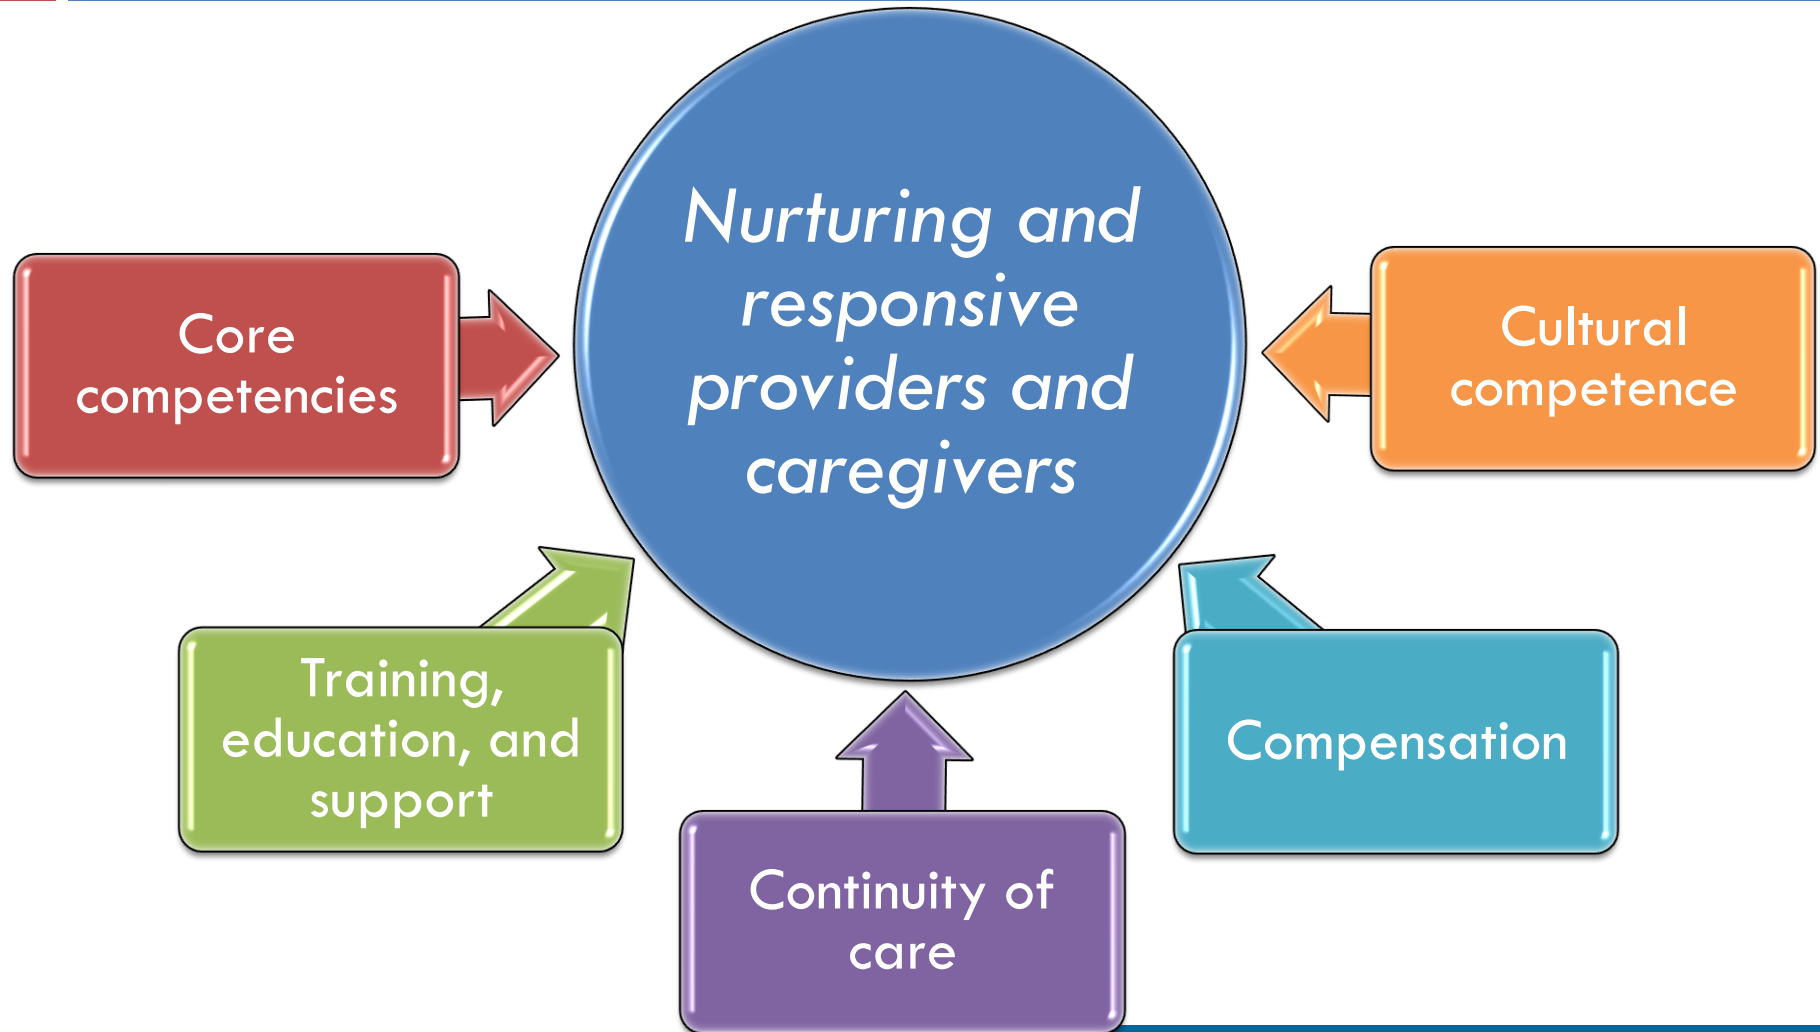 Nurturing and
responsive
providers and
caregivers
Core
competencies
Cultural
competence
Training,
education, and
support
Compensation
Continuity of
care